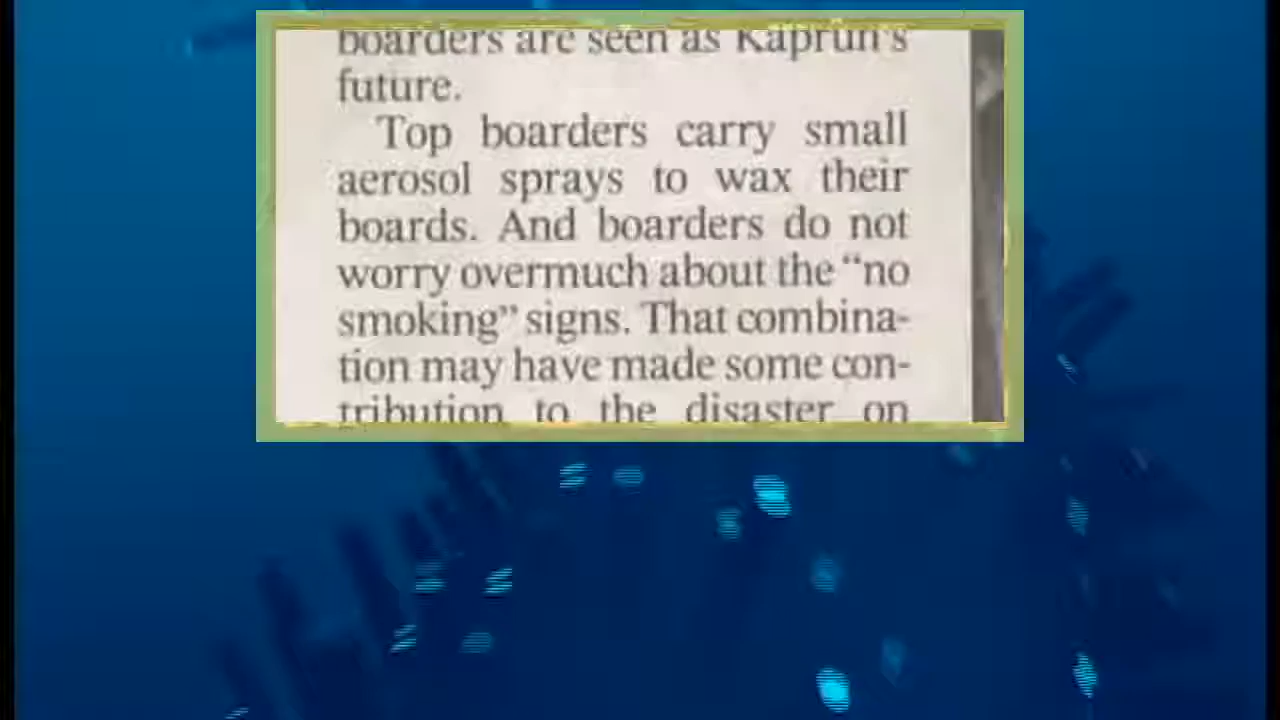 boarders are seen as Kaprun's
future.
Top boarders carry small
aerosol sprays to wax their
boards. And boarders do not
worry overmuch about the “no
smoking” signs. That combina-
tion may have made some con-
tribution to the disaster on